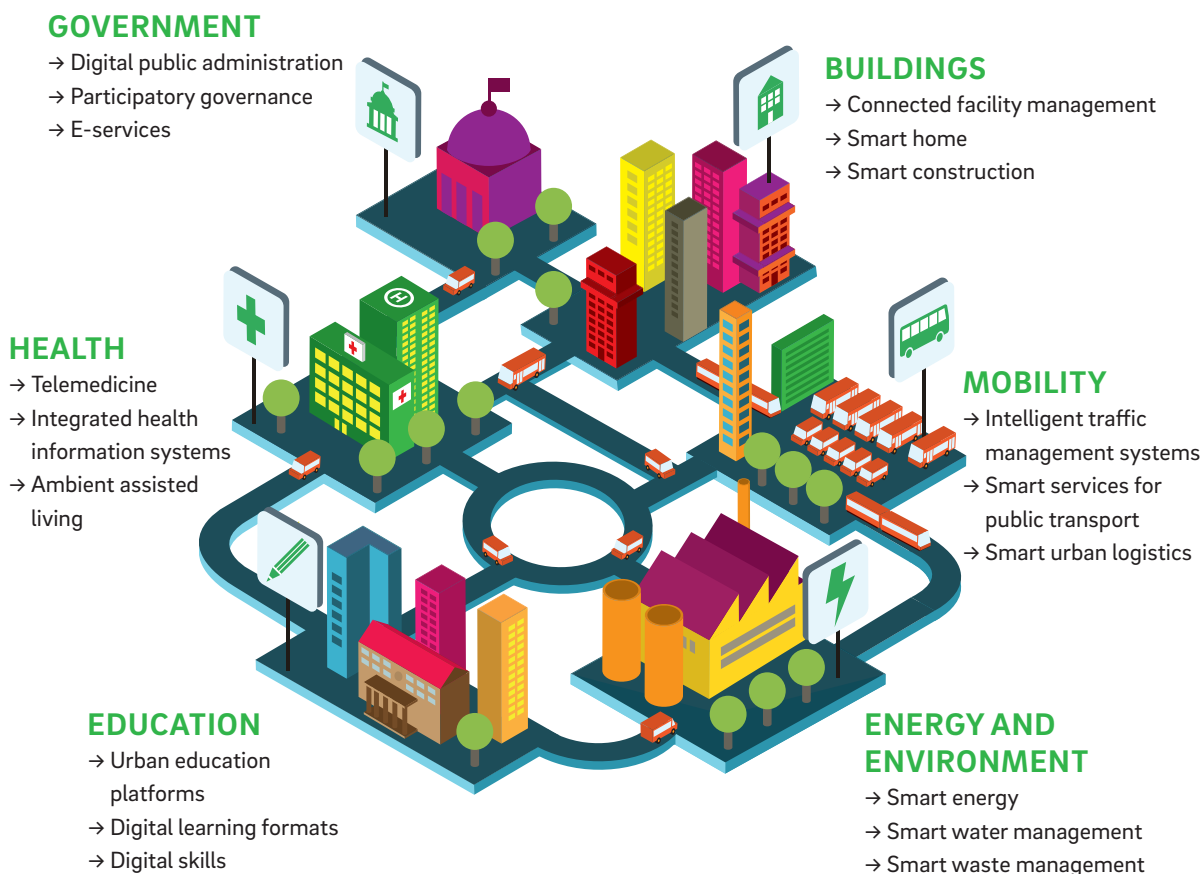 GOVERNMENT
→ Digital public administration
→ Participatory governance
→ E-services
BUILDINGS
→ Connected facility management
→ Smart home
→ Smart construction
H
HEALTH
→ Telemedicine
→ Integrated health
information systems
→ Ambient assisted
living
MOBILITY
→ Intelligent traffic
management systems
→ Smart services for
public transport
→ Smart urban logistics
EDUCATION
→ Urban education
platforms
→ Digital learning formats
→ Digital skills
ENERGY AND
ENVIRONMENT
→ Smart energy
→ Smart water management
→ Smart waste management